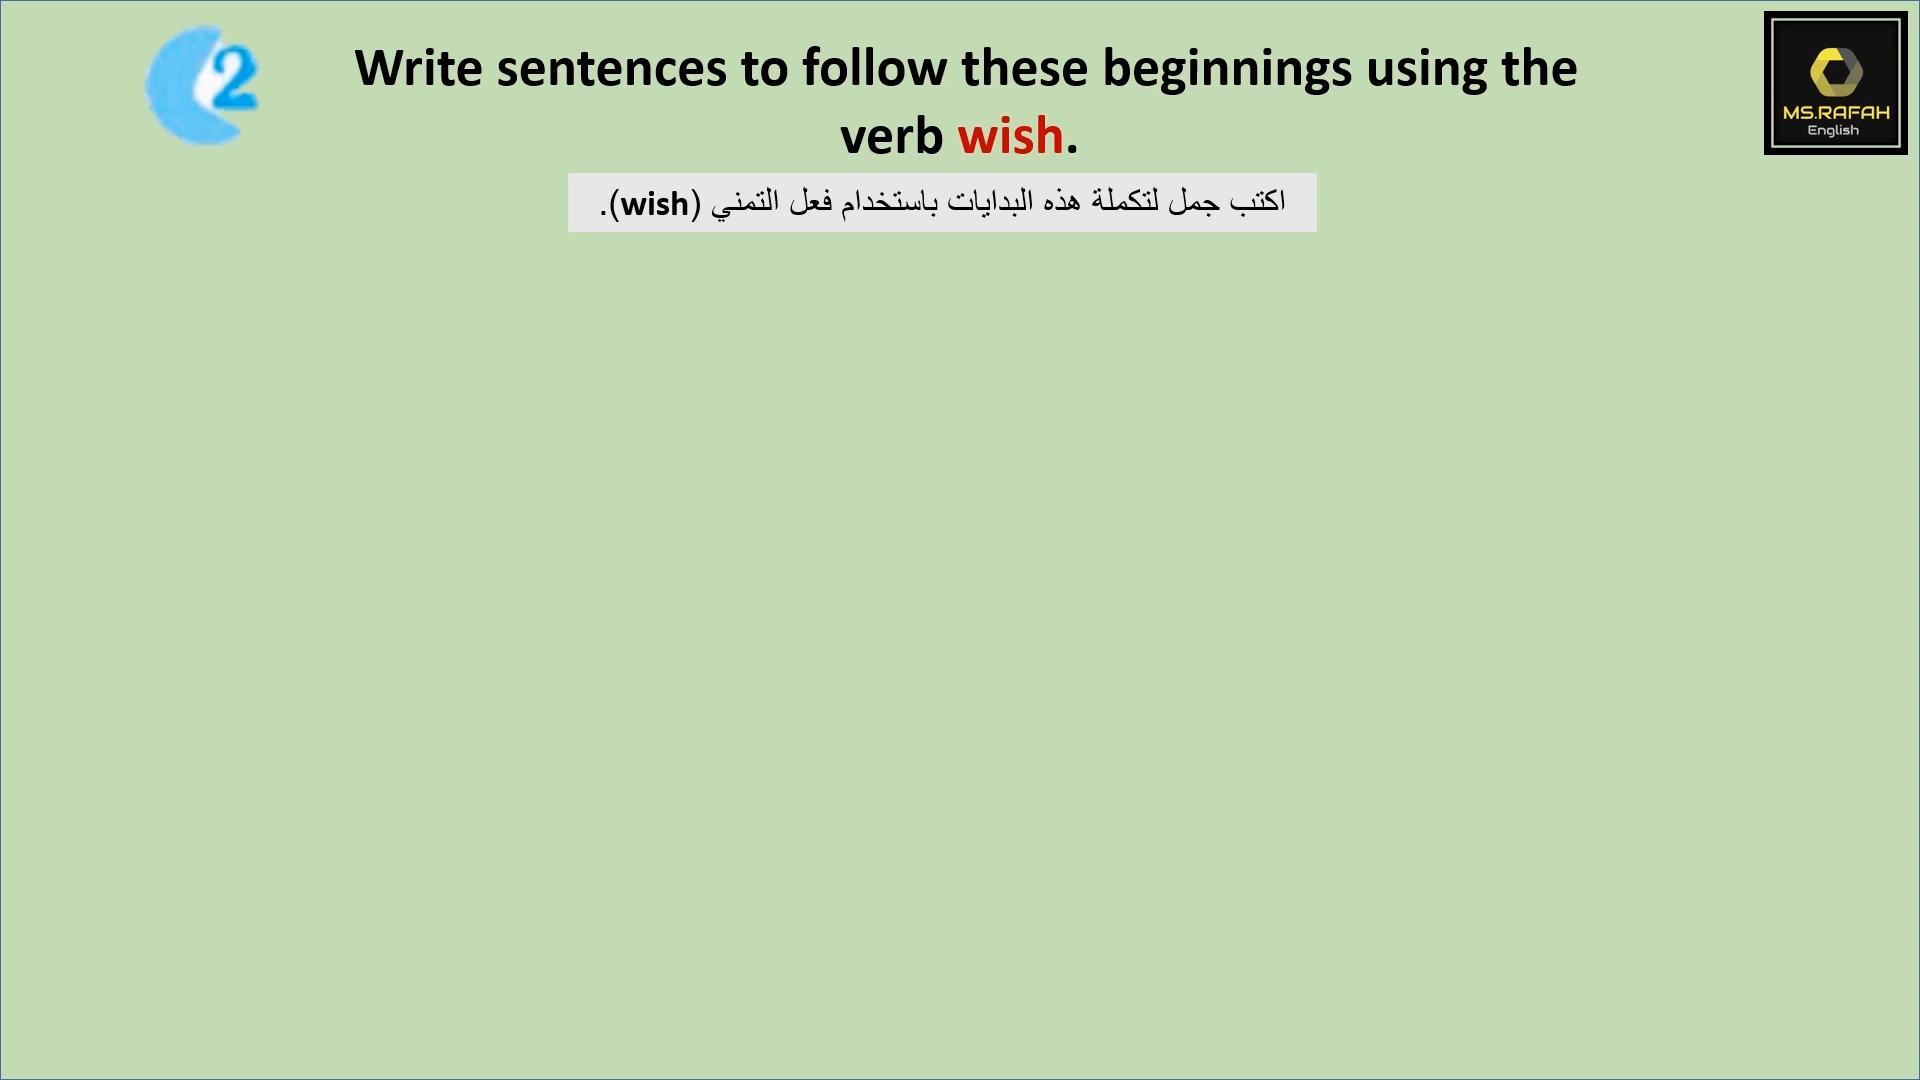 2
Write sentences to follow these beginnings using the
verb wish.
اكتب جمل لتكملة هذه البدايات باستخدام فعل التمني (wish).
MS.RAFAH
English